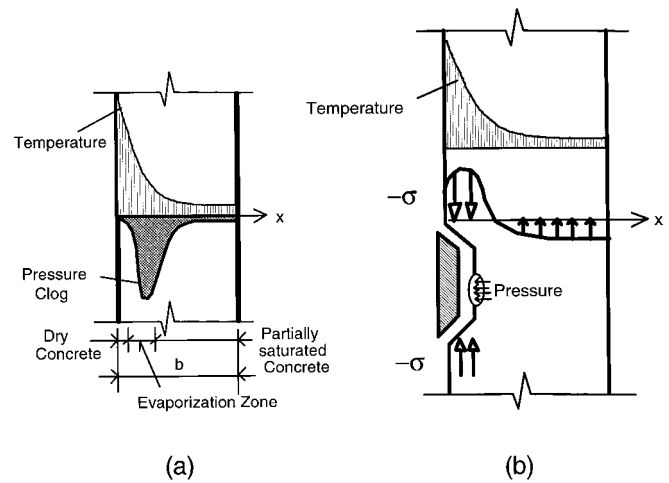 Temperature
x
Pressure
Clog
Dry
Concrete
Partially
saturated
Concrete
b
Evaporization Zone
(a)
Temperature
−σ
x
Pressure
−σ
(b)